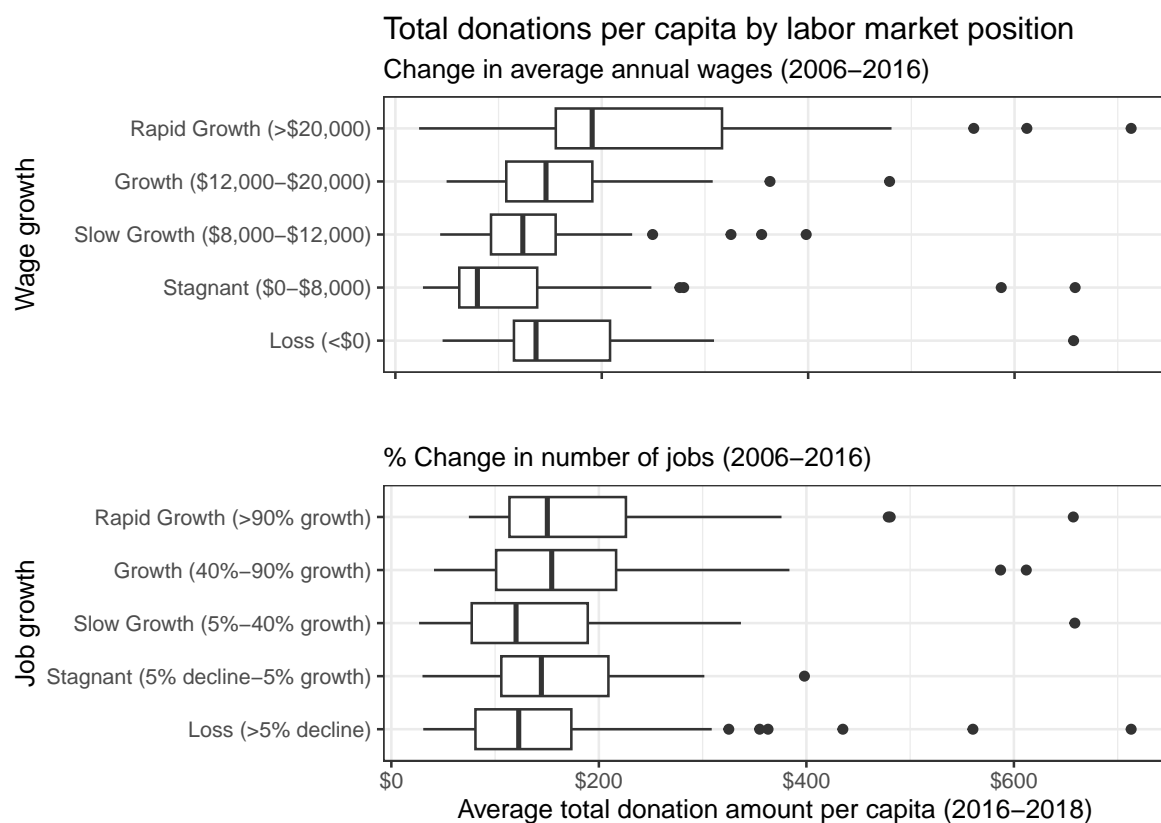 Total donations per capita by labor market position
Change in average annual wages (2006–2016)
Wage growth
Rapid Growth (>$20,000)
Growth ($12,000–$20,000)
Slow Growth ($8,000–$12,000)
Stagnant ($0–$8,000)
Loss (<$0)
% Change in number of jobs (2006–2016)
Job growth
Rapid Growth (>90% growth)
Growth (40%–90% growth)
Slow Growth (5%–40% growth)
Stagnant (5% decline–5% growth)
Loss (>5% decline)
$0 $200 $400 $600
Average total donation amount per capita (2016–2018)